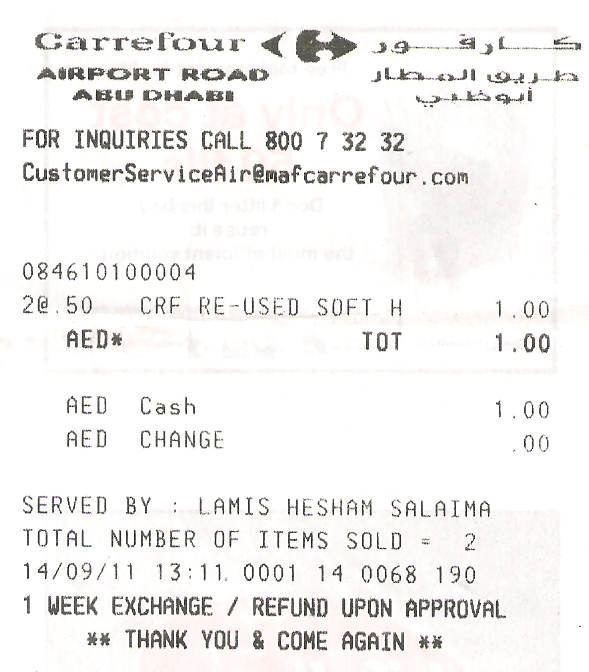 Carrefour كارفور
AIRPORT ROAD طريق المطار
ABU DHABI أبوظبي
FOR INQUIRIES CALL 800 7 32 32
CustomerServiceAir@mafcarrefour.com
084610100004
2@.50 CRF RE-USED SOFT H 1.00
AED* TOT 1.00
AED Cash 1.00
AED CHANGE .00
SERVED BY : LAMIS HESHAM SALAIMA
TOTAL NUMBER OF ITEMS SOLD = 2
14/09/11 13:11 0001 14 0068 190
1 WEEK EXCHANGE / REFUND UPON APPROVAL
** THANK YOU & COME AGAIN **